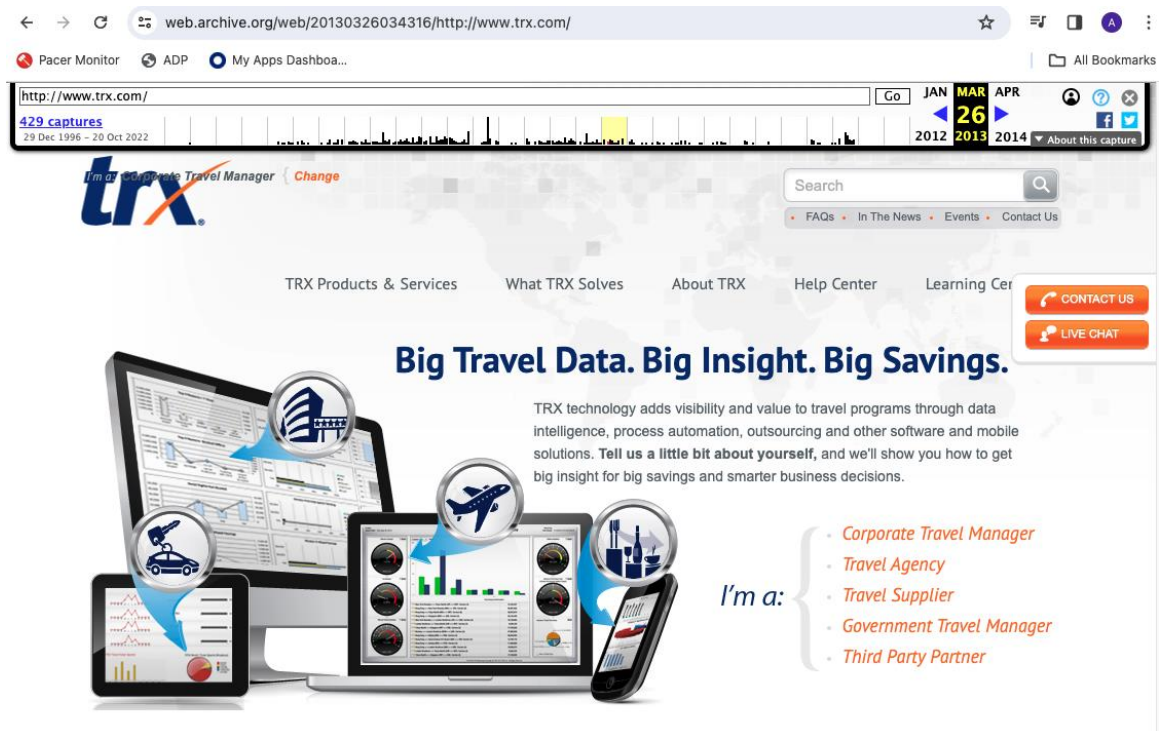 web.archive.org/web/20130326034316/http://www.trx.com/
A
Pacer Monitor ADP My Apps Dashboa... All Bookmarks
http://www.trx.com/ Go JAN MAR APR
429 captures 26
29 Dec 1996 – 20 Oct 2022 2012 2013 2014 About this capture
trx
I'm a: Corporate Travel Manager { Change
Search
FAQs • In The News • Events • Contact Us
TRX Products & Services What TRX Solves About TRX Help Center Learning Cen
CONTACT US
LIVE CHAT
Big Travel Data. Big Insight. Big Savings.
TRX technology adds visibility and value to travel programs through data
intelligence, process automation, outsourcing and other software and mobile
solutions. Tell us a little bit about yourself, and we'll show you how to get
big insight for big savings and smarter business decisions.
I'm a:
Corporate Travel Manager
Travel Agency
Travel Supplier
Government Travel Manager
Third Party Partner